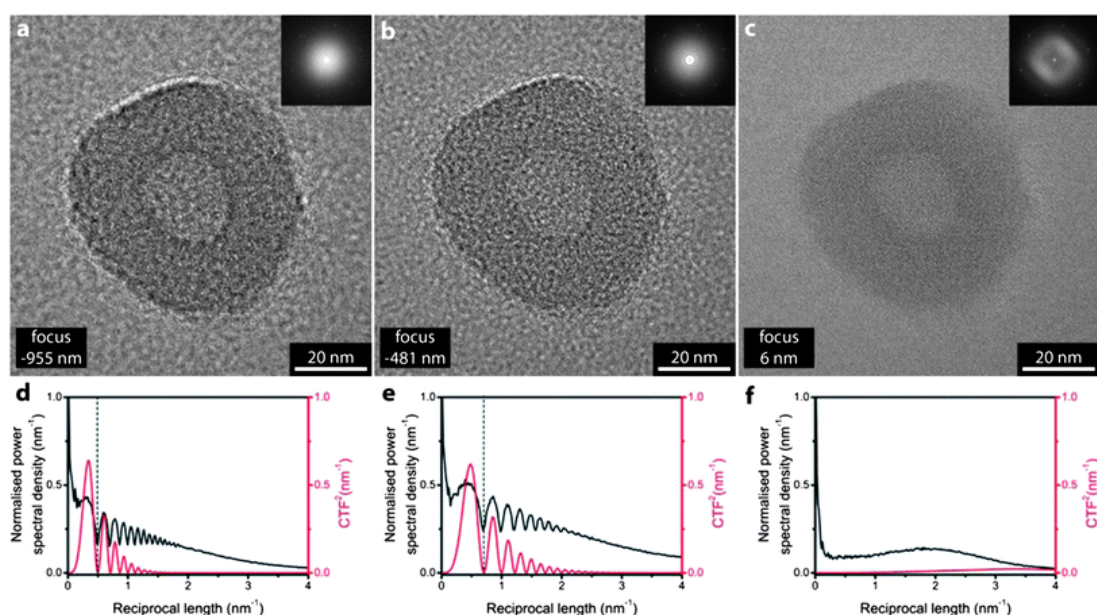 a
b
c
focus
-955 nm
20 nm
focus
-481 nm
20 nm
focus
6 nm
20 nm
d
Normalised power
spectral density (nm⁻¹)
1.0
0.5
0
0 1 2 3 4
Reciprocal length (nm⁻¹)
1.0
0.5
0.0
CTF²(nm⁻¹)
e
Normalised power
spectral density (nm⁻¹)
1.0
0.5
0
0 1 2 3 4
Reciprocal length (nm⁻¹)
1.0
0.5
0.0
CTF²(nm⁻¹)
f
Normalised power
spectral density (nm⁻¹)
1.0
0.5
0
0 1 2 3 4
Reciprocal length (nm⁻¹)
1.0
0.5
0.0
CTF²(nm⁻¹)